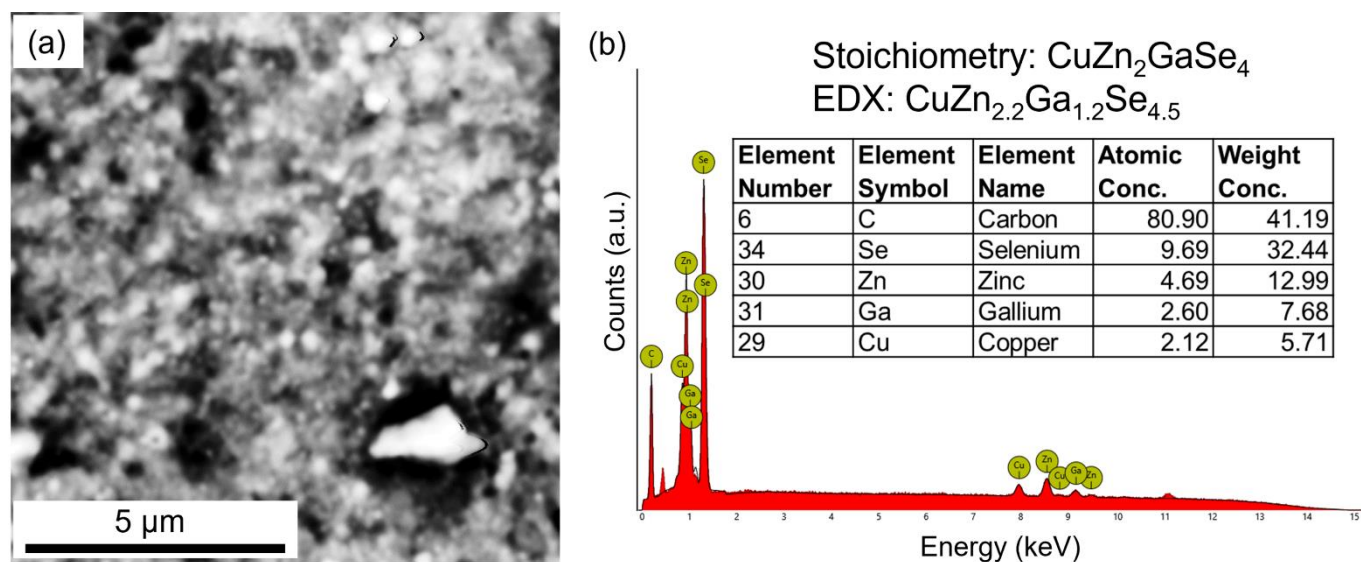 (a)
5 µm
(b)
Stoichiometry: CuZn₂GaSe₄
EDX: CuZn₂.₂Ga₁.₂Se₄.₅
Element Number Element Symbol Element Name Atomic Conc. Weight Conc.
6 C Carbon 80.90 41.19
34 Se Selenium 9.69 32.44
30 Zn Zinc 4.69 12.99
31 Ga Gallium 2.60 7.68
29 Cu Copper 2.12 5.71
Counts (a.u.)
Se
Zn
Se
Zn
C
Cu
Ga
Ga
Cu
Zn
Cu
Ga
Zn
0 1 2 3 4 5 6 7 8 9 10 11 12 13 14 15
Energy (keV)